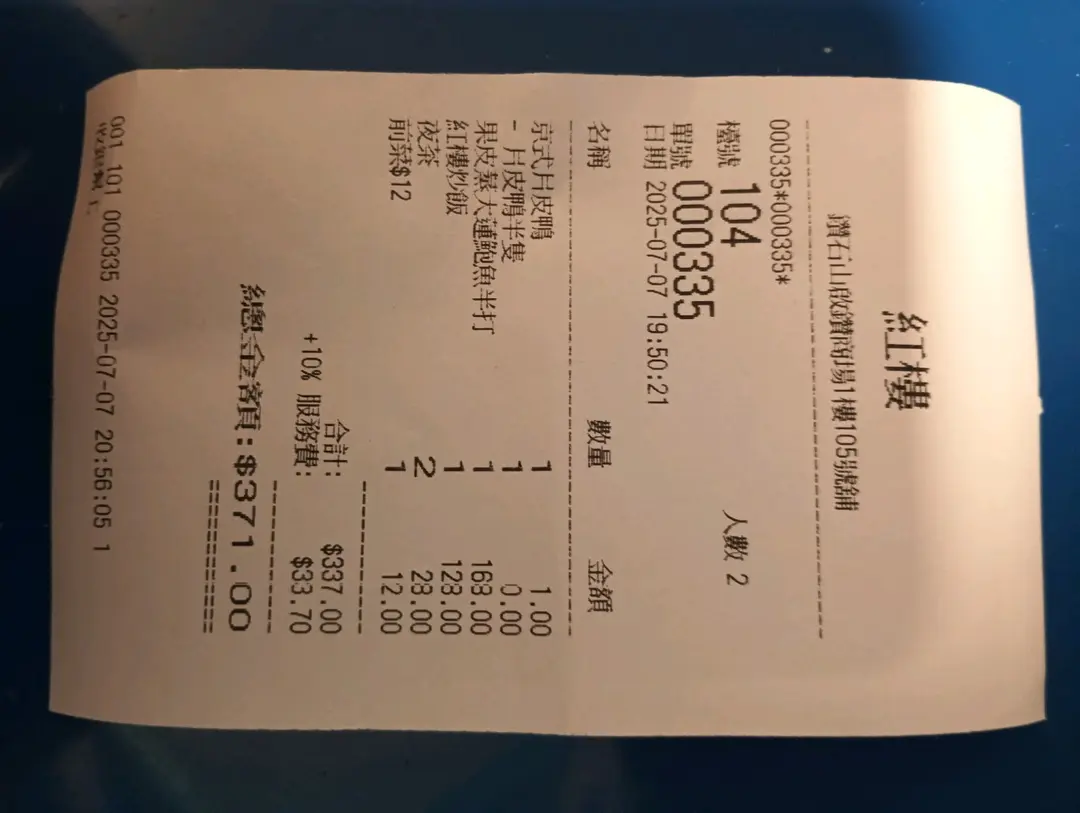 紅樓
鑽石山啟鑽商場1樓105號舖
000335*000335*
檯號 104 人數 2
單號 000335
日期 2025-07-07 19:50:21
名稱 數量 金額
京式片皮鴨 1 1.00
- 片皮鴨半隻 1 0.00
果皮蒸大連鮑魚半打 1 168.00
紅樓炒飯 1 128.00
夜茶 2 28.00
前菜$12 1 12.00
合計: $337.00
+10% 服務費: $33.70
總金額:$371.00
001 101 000335 2025-07-07 20:56:05 1